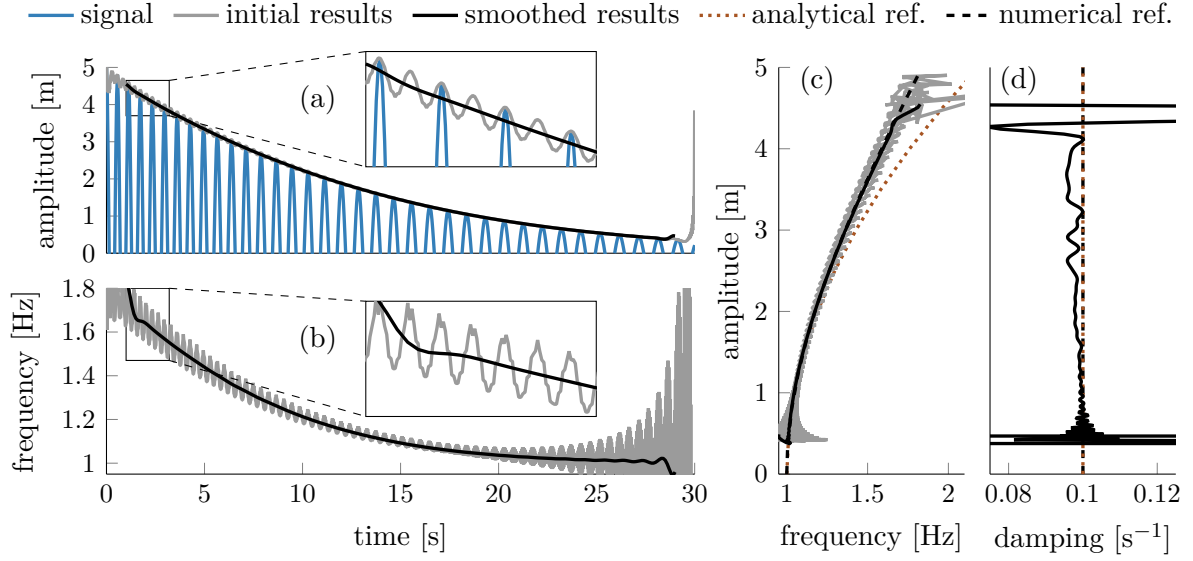 signal initial results smoothed results analytical ref. numerical ref.
amplitude [m]
5
4
3
2
1
0
(a)
frequency [Hz]
1.8
1.6
1.4
1.2
1
(b)
0 5 10 15 20 25 30
time [s]
amplitude [m]
5
4
3
2
1
0
(c)
1 1.5 2
frequency [Hz]
(d)
0.08 0.1 0.12
damping [s⁻¹]